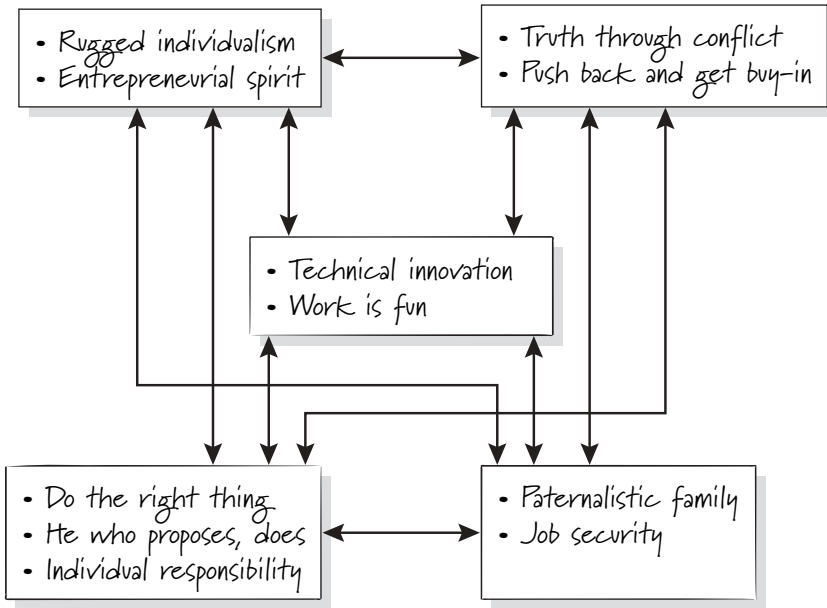 • Rugged individualism
• Entrepreneurial spirit
• Truth through conflict
• Push back and get buy-in
• Technical innovation
• Work is fun
• Do the right thing
• He who proposes, does
• Individual responsibility
• Paternalistic family
• Job security